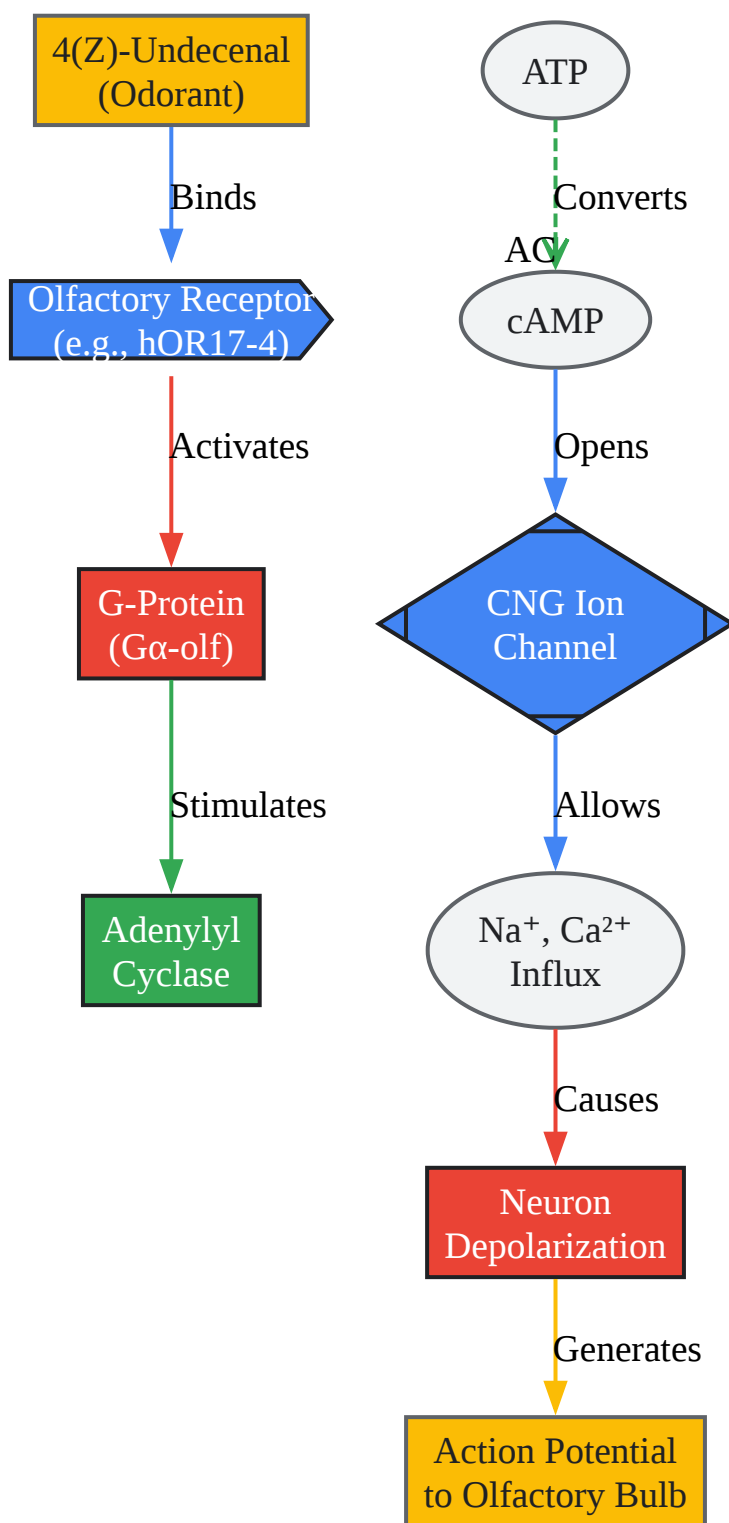 4(Z)-Undecenal
(Odorant)
Binds
Olfactory Receptor
(e.g., hOR17-4)
Activates
G-Protein
(Gα-olf)
Stimulates
Adenylyl
Cyclase
ATP
Converts
AC
cAMP
Opens
CNG Ion
Channel
Allows
Na⁺, Ca²⁺
Influx
Causes
Neuron
Depolarization
Generates
Action Potential
to Olfactory Bulb